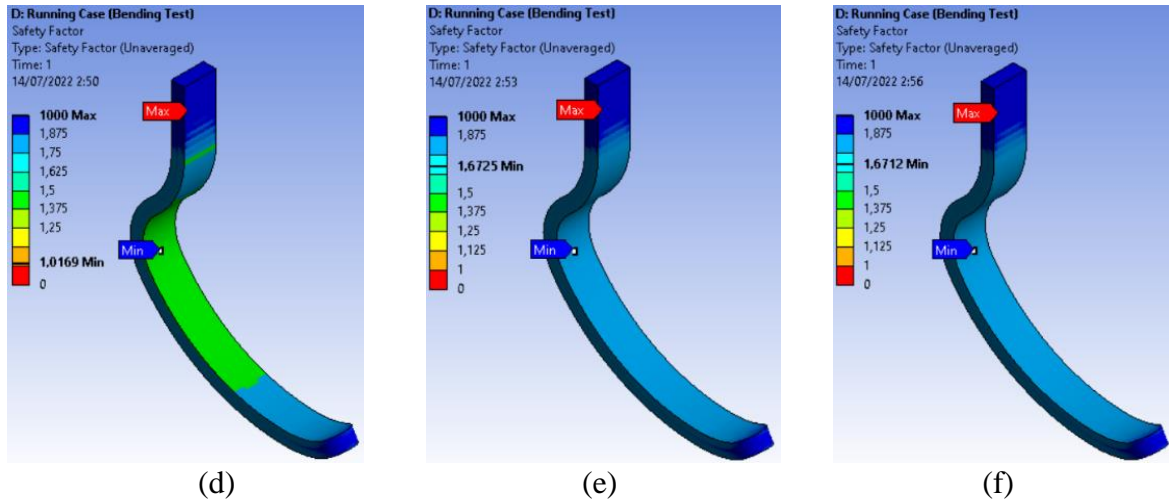 D: Running Case (Bending Test)
Safety Factor
Type: Safety Factor (Unaveraged)
Time: 1
14/07/2022 2:50
Max
1000 Max
1,875
1,75
1,625
1,5
1,375
1,25
1,0169 Min
0
Min
(d)
D: Running Case (Bending Test)
Safety Factor
Type: Safety Factor (Unaveraged)
Time: 1
14/07/2022 2:53
Max
1000 Max
1,875
1,6725 Min
1,5
1,375
1,25
1,125
1
0
Min
(e)
D: Running Case (Bending Test)
Safety Factor
Type: Safety Factor (Unaveraged)
Time: 1
14/07/2022 2:56
Max
1000 Max
1,875
1,6712 Min
1,5
1,375
1,25
1,125
1
0
Min
(f)